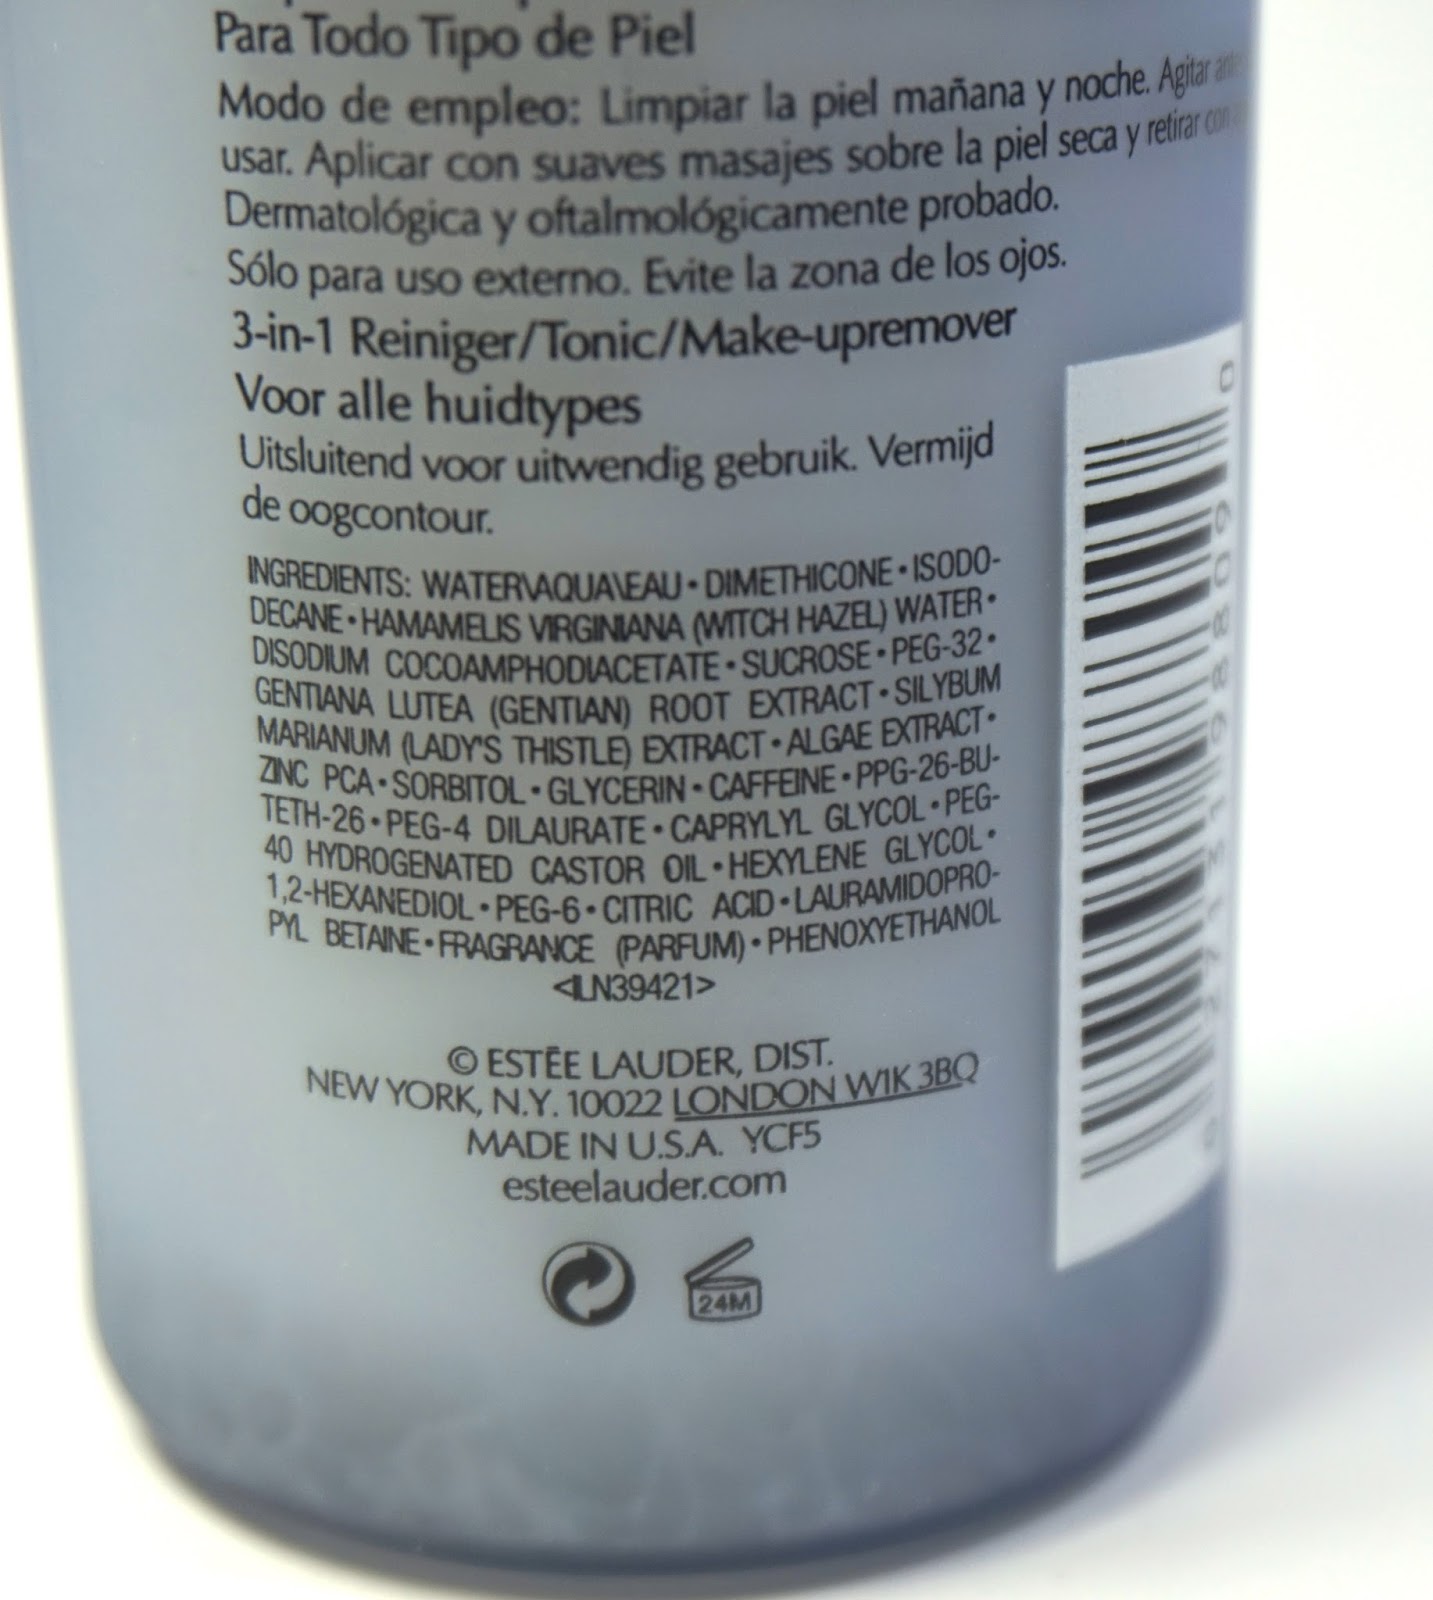 Para Todo Tipo de Piel
Modo de empleo: Limpiar la piel mañana y noche. Agitar
usar. Aplicar con suaves masajes sobre la piel seca y retirar con
Dermatológica y oftalmológicamente probado.
Sólo para uso externo. Evite la zona de los ojos.
3-in-1 Reiniger/Tonic/Make-upremover
Voor alle huidtypes
Uitsluitend voor uitwendig gebruik. Vermijd
de oogcontour.
INGREDIENTS: WATER\AQUA\EAU • DIMETHICONE • ISODO-
DECANE • HAMAMELIS VIRGINIANA (WITCH HAZEL) WATER •
DISODIUM COCOAMPHODIACETATE • SUCROSE • PEG-32 •
GENTIANA LUTEA (GENTIAN) ROOT EXTRACT • SILYBUM
MARIANUM (LADY'S THISTLE) EXTRACT • ALGAE EXTRACT •
ZINC PCA • SORBITOL • GLYCERIN • CAFFEINE • PPG-26-BU-
TETH-26 • PEG-4 DILAURATE • CAPRYLYL GLYCOL • PEG-
40 HYDROGENATED CASTOR OIL • HEXYLENE GLYCOL •
1,2-HEXANEDIOL • PEG-6 • CITRIC ACID • LAURAMIDOPRO-
PYL BETAINE • FRAGRANCE (PARFUM) • PHENOXYETHANOL
<ILN39421>
© ESTÉE LAUDER, DIST.
NEW YORK, N.Y. 10022 LONDON W1K 3BQ
MADE IN U.S.A. YCF5
esteelauder.com
24M
0 27131 98809 0